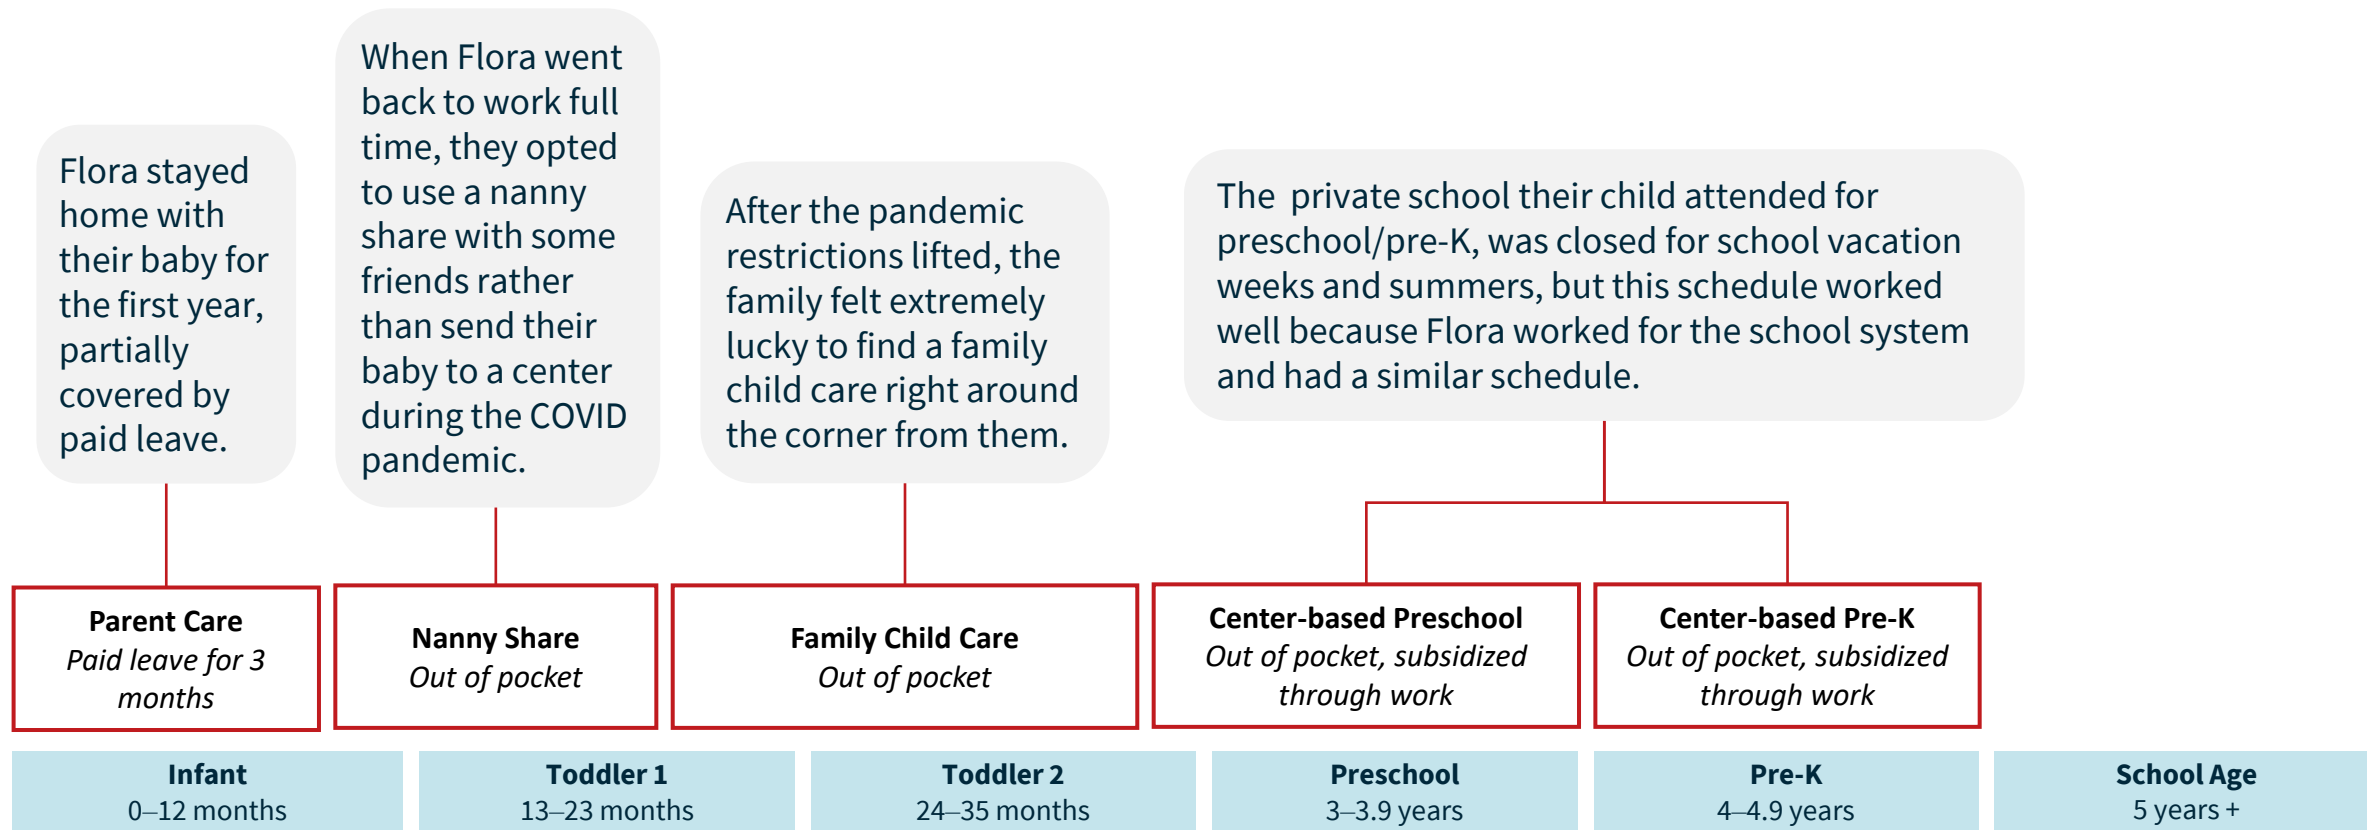 Flora stayed
home with
their baby for
the first year,
partially
covered by
paid leave.
When Flora went
back to work full
time, they opted
to use a nanny
share with some
friends rather
than send their
baby to a center
during the COVID
pandemic.
After the pandemic
restrictions lifted, the
family felt extremely
lucky to find a family
child care right around
the corner from them.
The  private school their child attended for
preschool/pre-K, was closed for school vacation
weeks and summers, but this schedule worked
well because Flora worked for the school system
and had a similar schedule.
Parent Care
Paid leave for 3
months
Nanny Share
Out of pocket
Family Child Care
Out of pocket
Center-based Preschool
Out of pocket, subsidized
through work
Center-based Pre-K
Out of pocket, subsidized
through work
Infant
0–12 months
Toddler 1
13–23 months
Toddler 2
24–35 months
Preschool
3–3.9 years
Pre-K
4–4.9 years
School Age
5 years +